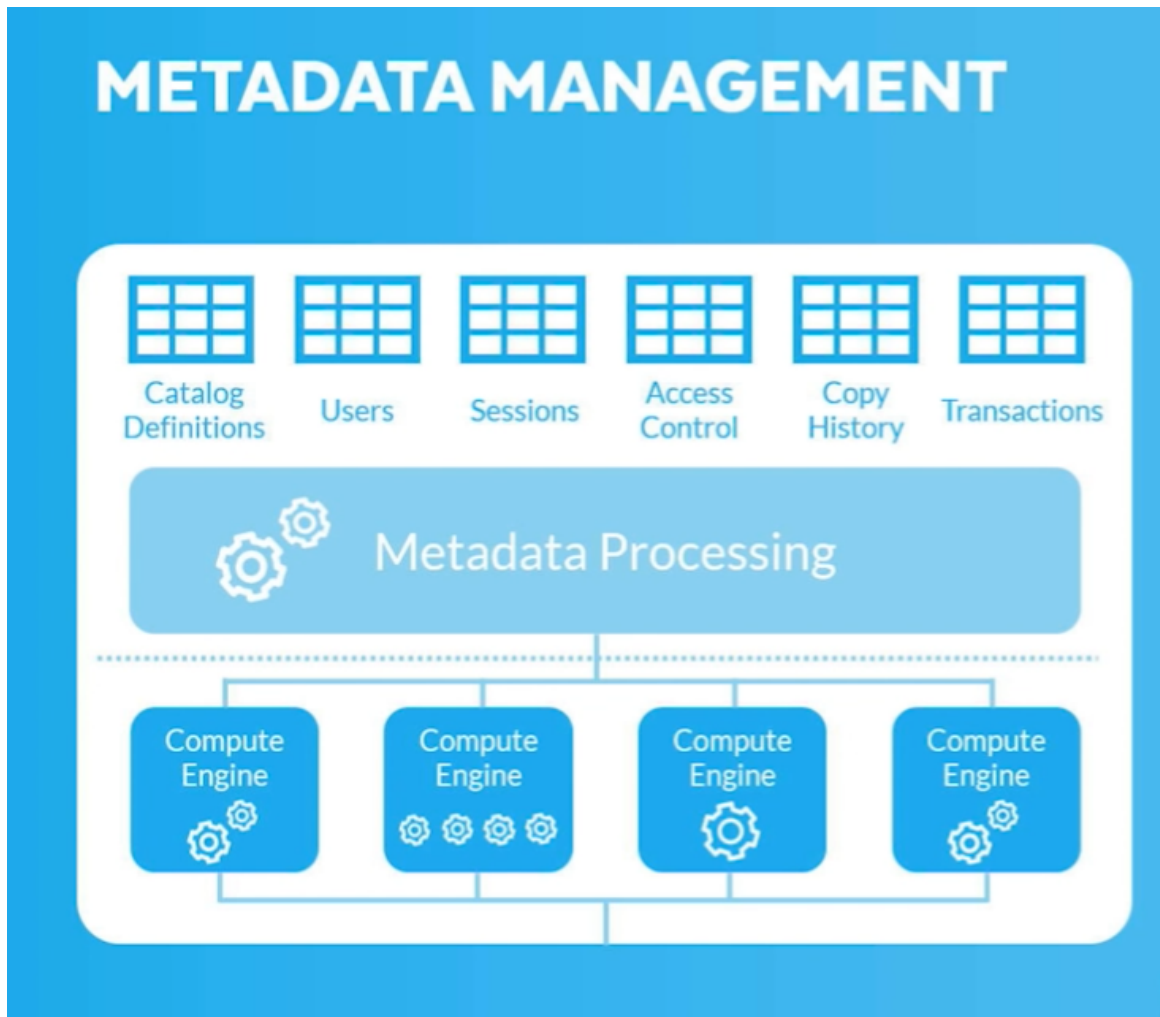 METADATA MANAGEMENT
Catalog
Definitions
Users
Sessions
Access
Control
Copy
History
Transactions
Metadata Processing
Compute
Engine
Compute
Engine
Compute
Engine
Compute
Engine